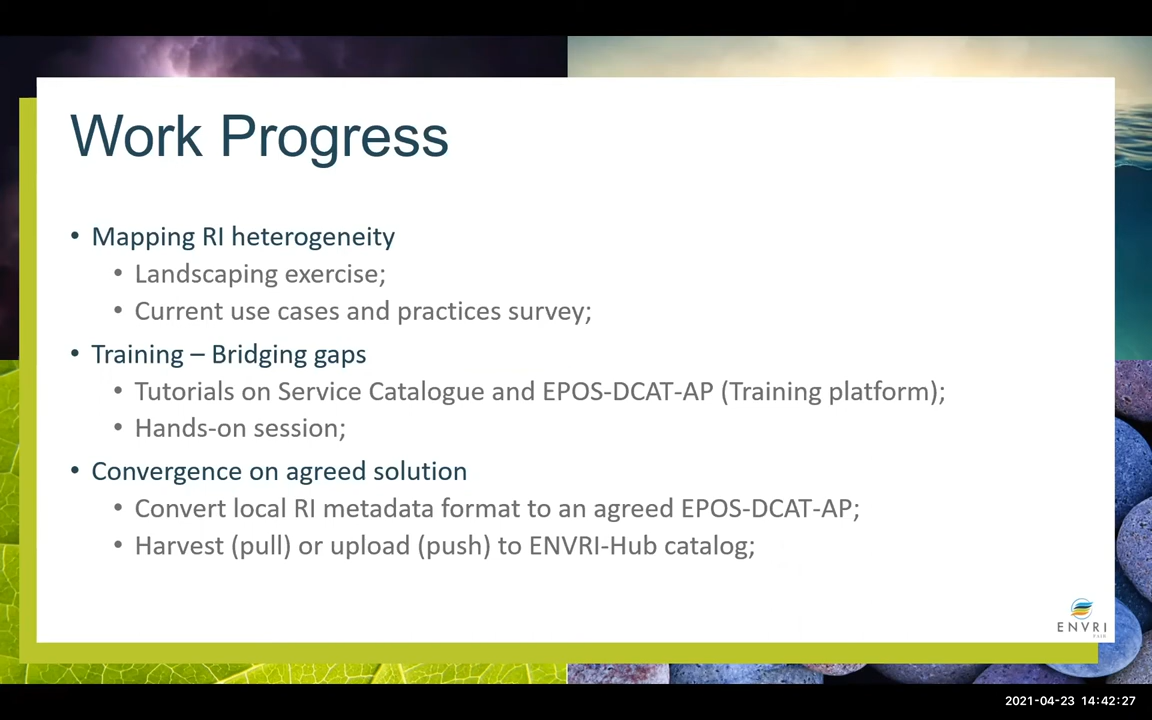 Work Progress
• Mapping RI heterogeneity
• Landscaping exercise;
• Current use cases and practices survey;
• Training – Bridging gaps
• Tutorials on Service Catalogue and EPOS-DCAT-AP (Training platform);
• Hands-on session;
• Convergence on agreed solution
• Convert local RI metadata format to an agreed EPOS-DCAT-AP;
• Harvest (pull) or upload (push) to ENVRI-Hub catalog;
ENVRI
FAIR
2021-04-23 14:42:27